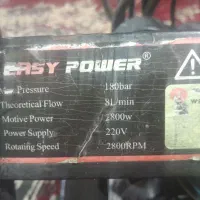 EASY POWER®
Pressure 180bar
Theoretical Flow 8L/min
Motive Power 1800w
Power Supply 220V
Rotating Speed 2800RPM